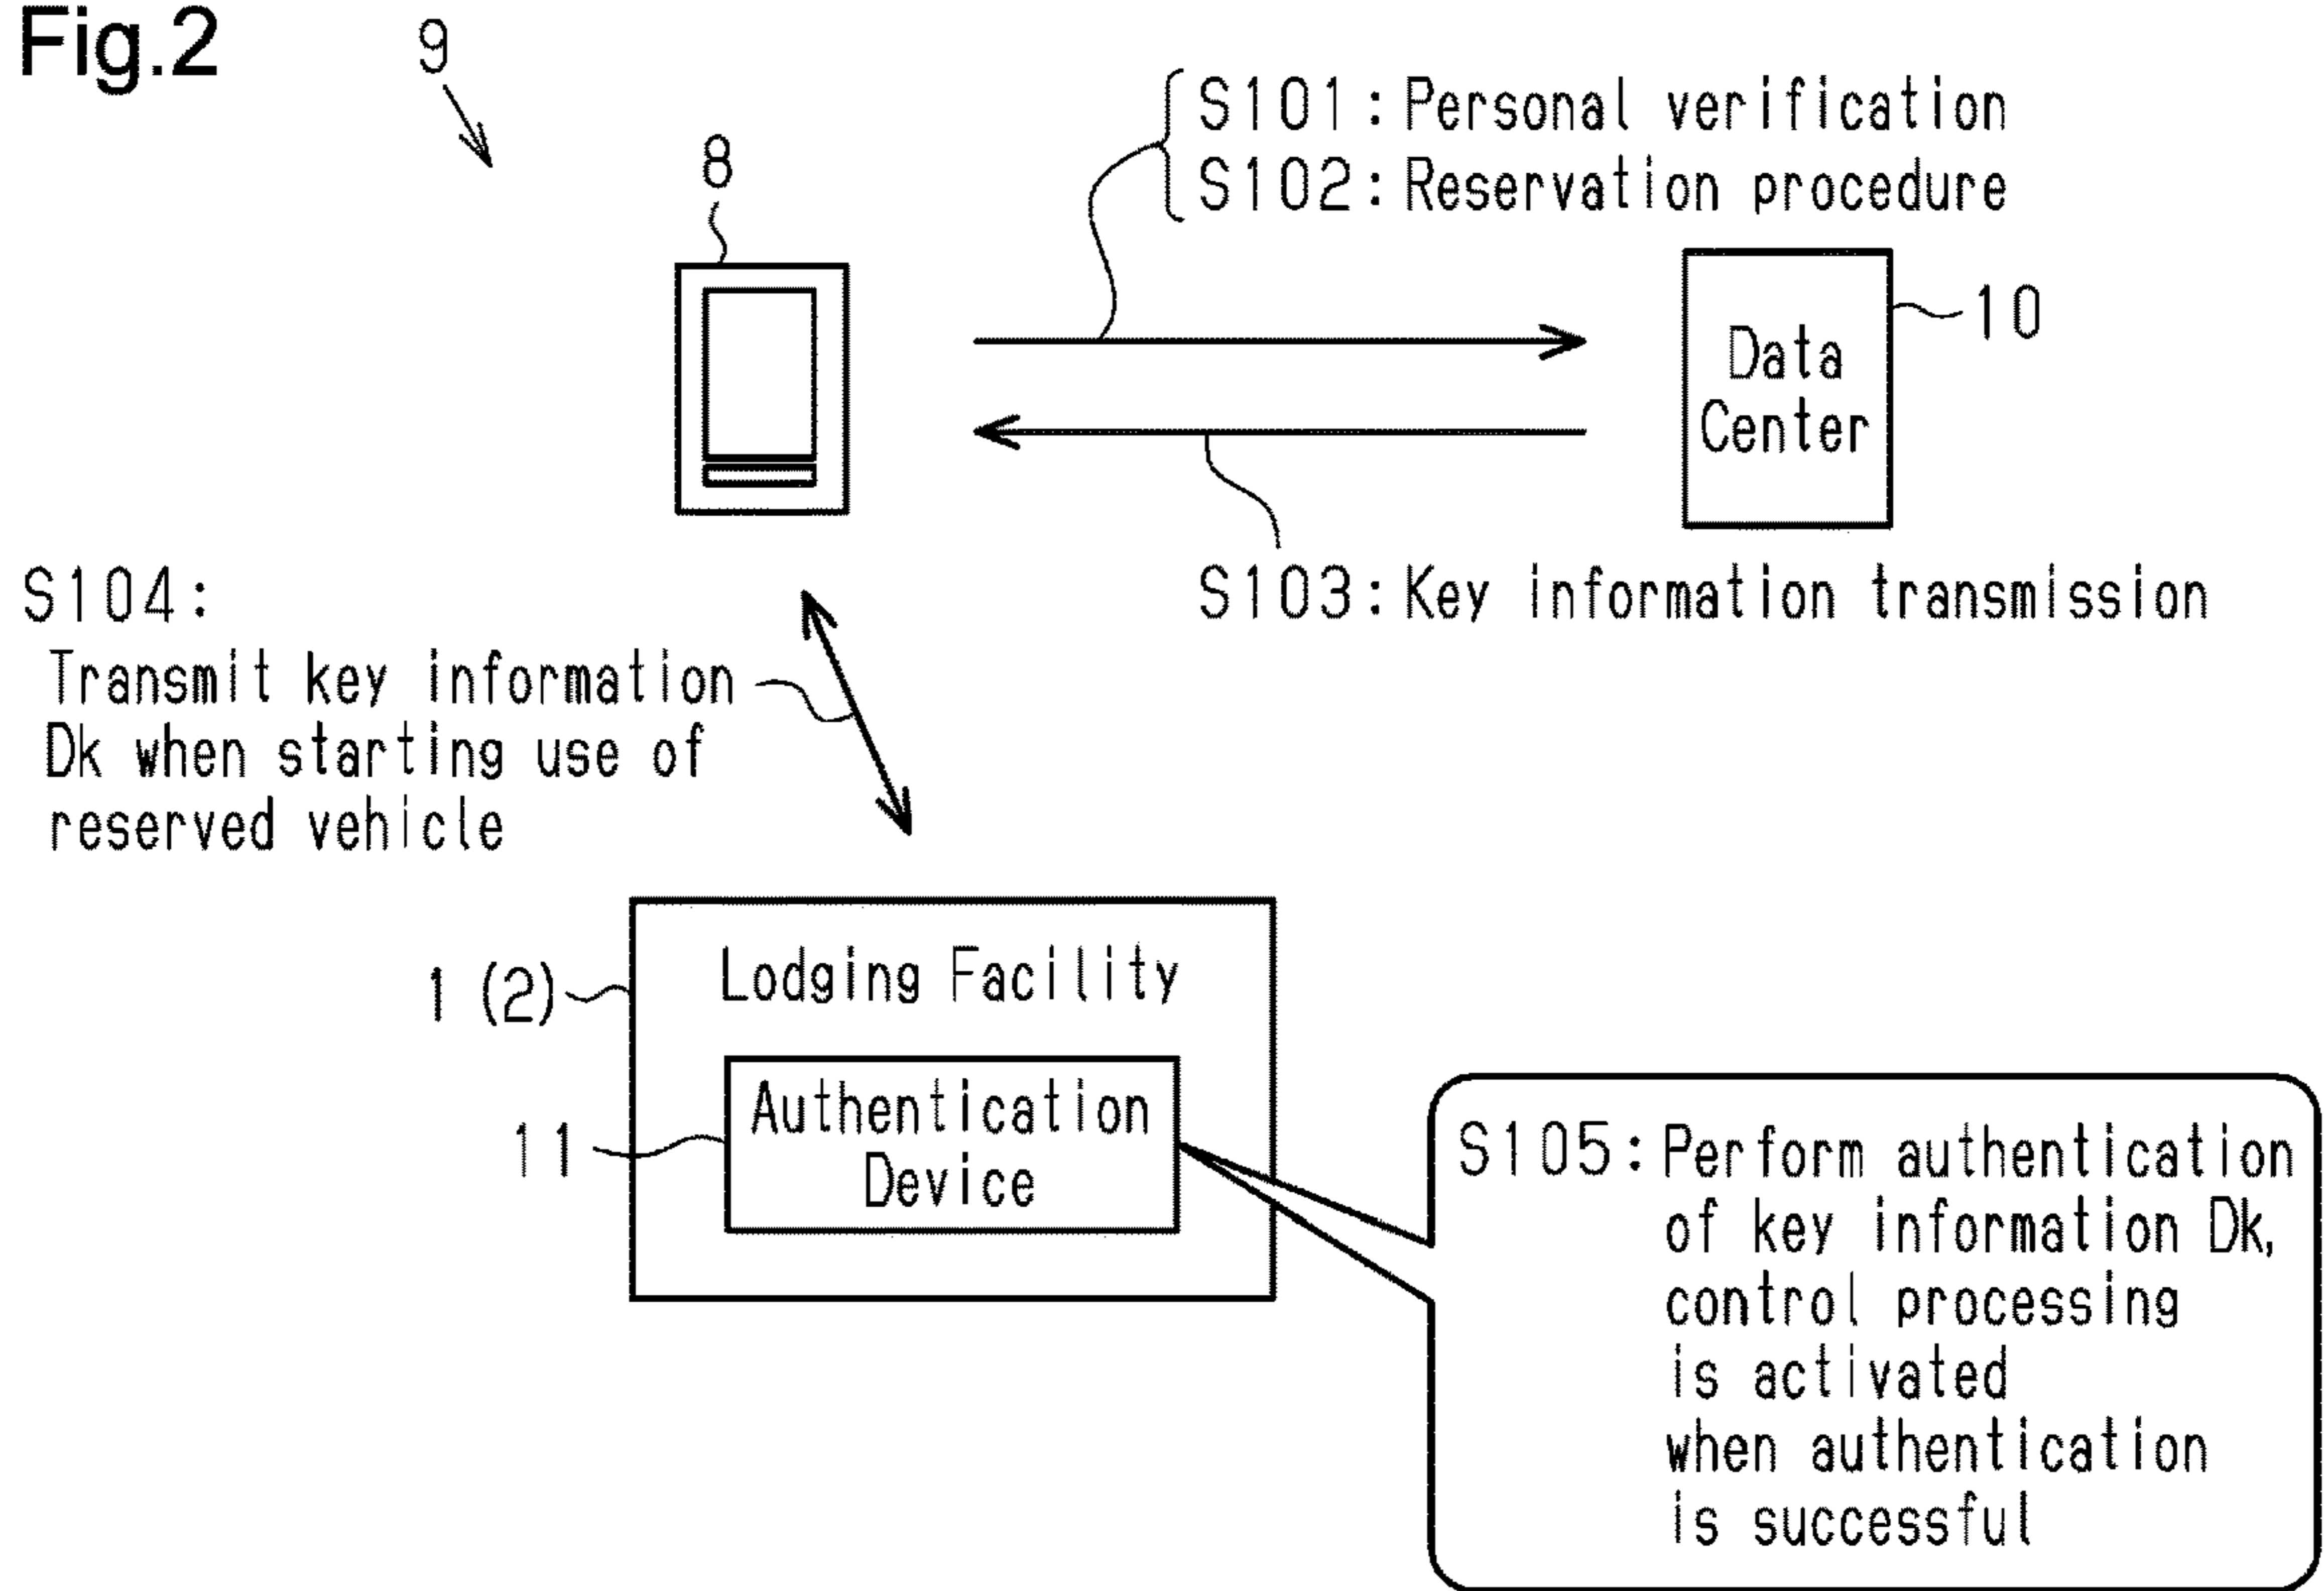 Fig.2
9
8
S101:Personal verification
S102:Reservation procedure
Data
Center
10
S103:Key information transmission
S104:
Transmit key information
Dk when starting use of
reserved vehicle
1 (2)
Lodging Facility
11
Authentication
Device
S105:Perform authentication
of key information Dk,
control processing
is activated
when authentication
is successful